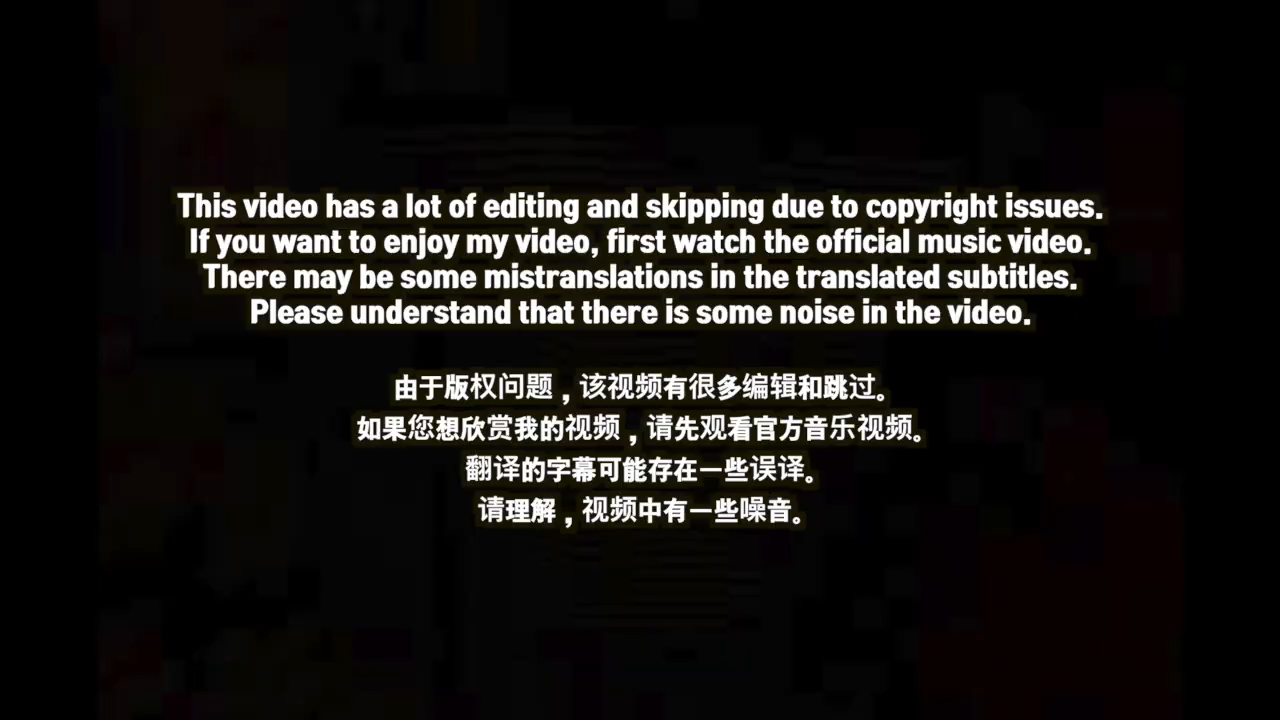 This video has a lot of editing and skipping due to copyright issues.
If you want to enjoy my video, first watch the official music video.
There may be some mistranslations in the translated subtitles.
Please understand that there is some noise in the video.
由于版权问题，该视频有很多编辑和跳过。
如果您想欣赏我的视频，请先观看官方音乐视频。
翻译的字幕可能存在一些误译。
请理解，视频中有一些噪音。